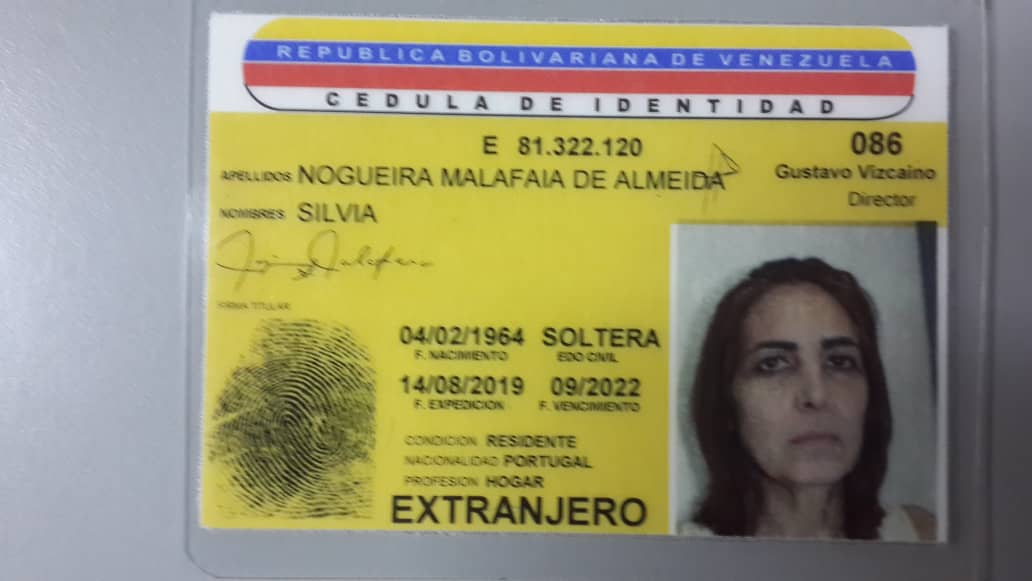 REPUBLICA BOLIVARIANA DE VENEZUELA
CEDULA DE IDENTIDAD
E 81.322.120
086
APELLIDOS NOGUEIRA MALAFAIA DE ALMEIDA
Gustavo Vizcaino
Director
NOMBRES SILVIA
FIRMA TITULAR
04/02/1964 SOLTERA
F. NACIMIENTO EDO CIVIL
14/08/2019 09/2022
F. EXPEDICION F. VENCIMIENTO
CONDICION RESIDENTE
NACIONALIDAD PORTUGAL
PROFESION HOGAR
EXTRANJERO